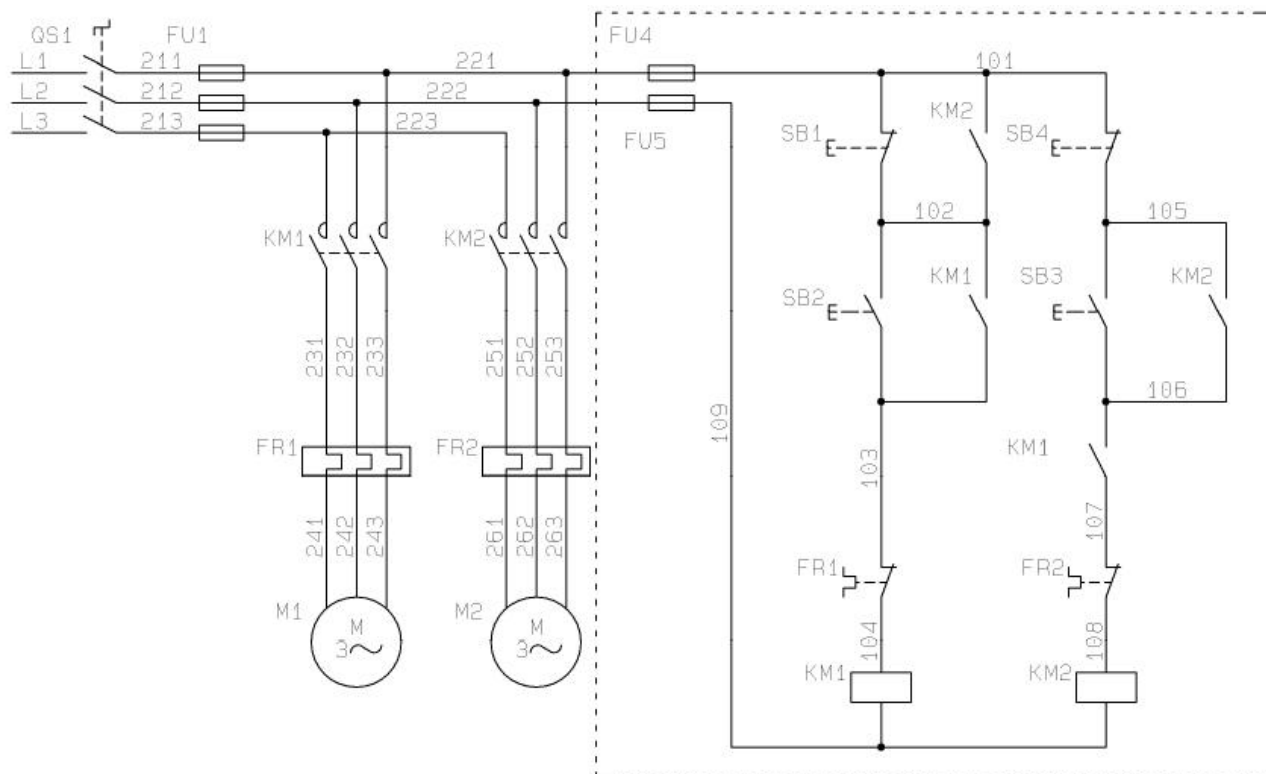 QS1 FU1 FU4
L1 211 221 101
L2 212 222 KM2
L3 213 223 FU5 SB1 SB4
102 105
KM1 KM2 KM1 SB3 KM2
SB2
231 232 233 251 252 253
106
109
FR1 FR2 103 KM1
241 242 243 261 262 263 107
FR1 FR2
M1 M M2 M 104 108
3 3
KM1 KM2